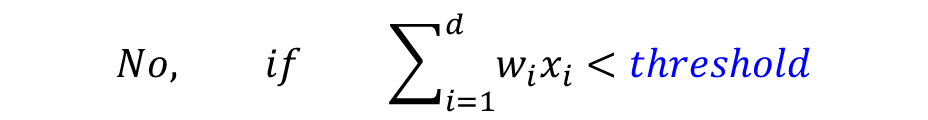 No, if ∑_{i=1}^{d} w_i x_i < threshold